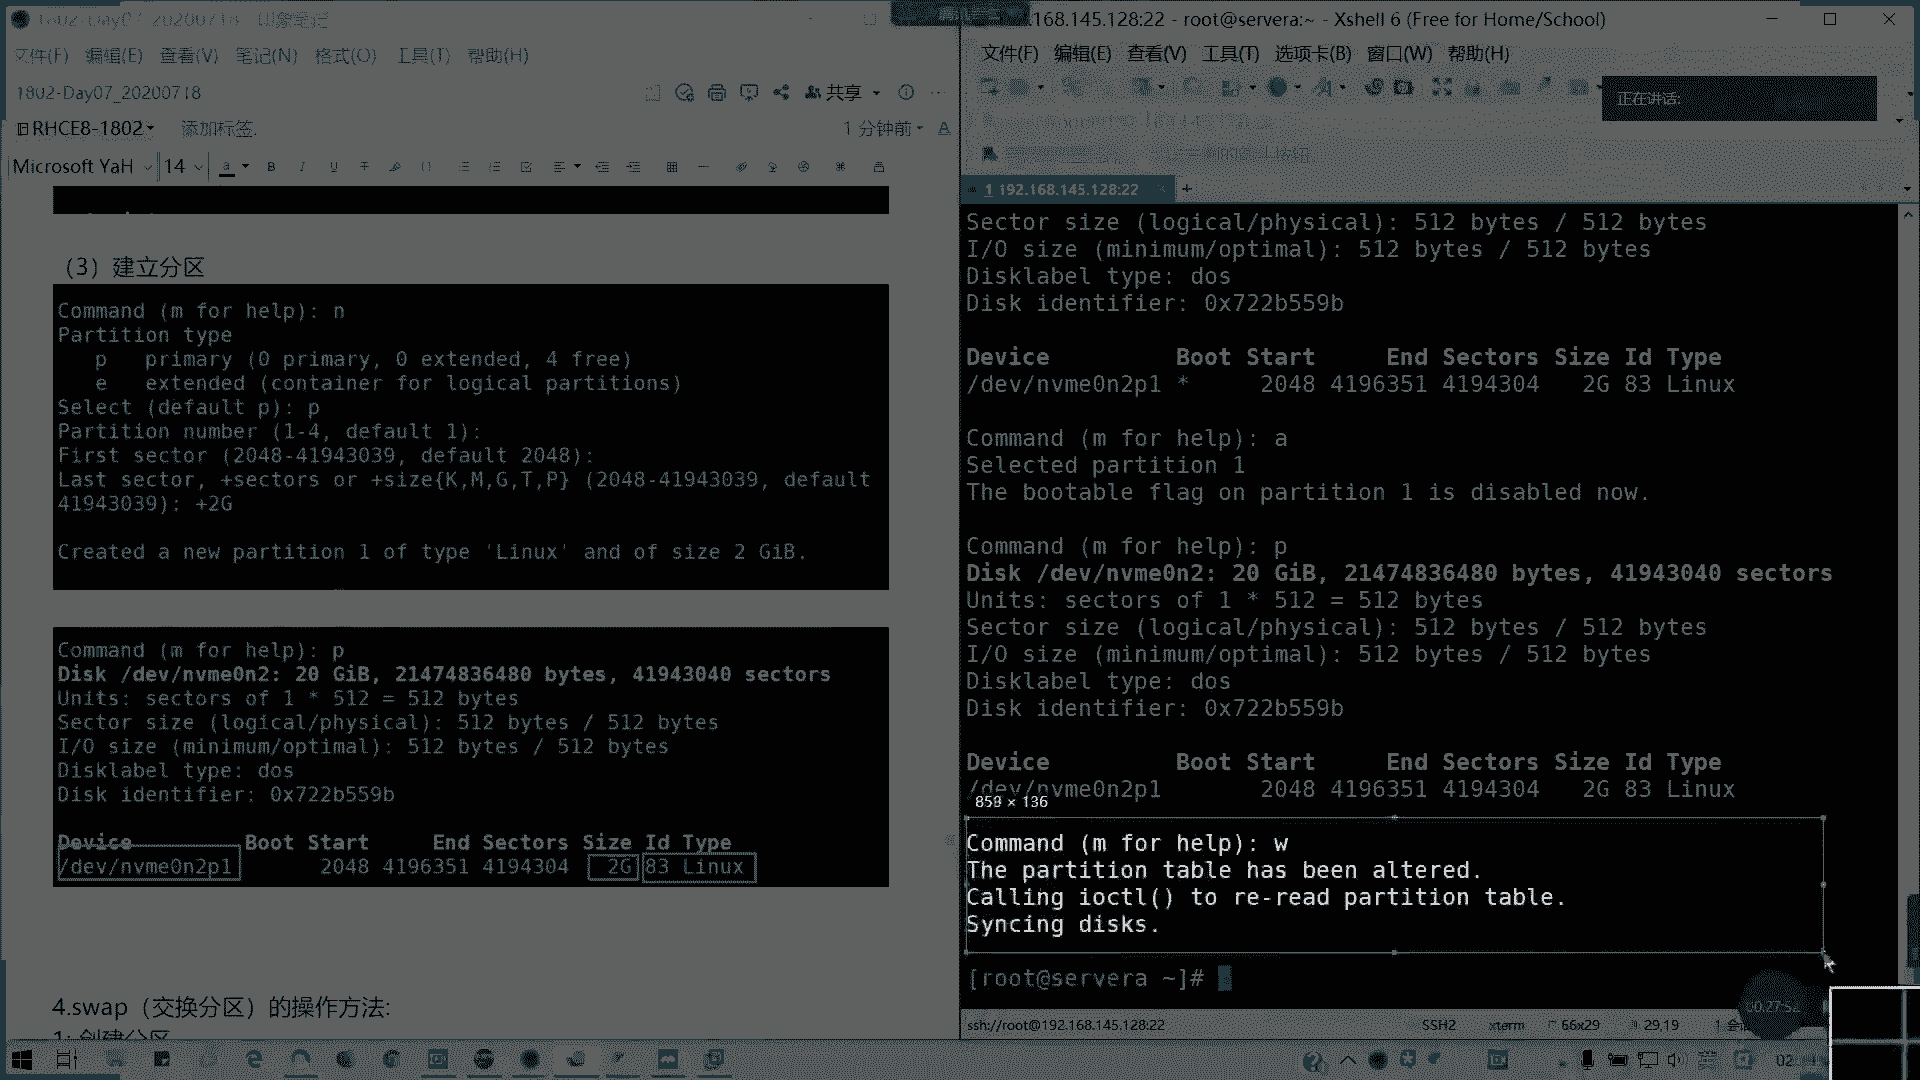 1802-Day07_20200718 - 印象笔记
文件(F) 编辑(E) 查看(V) 笔记(N) 格式(O) 工具(T) 帮助(H)
1802-Day07_20200718
共享
RHCE8-1802
添加标签.
1 分钟前
Microsoft YaH
14
（3）建立分区
Command (m for help): n
Partition type
p primary (0 primary, 0 extended, 4 free)
e extended (container for logical partitions)
Select (default p): p
Partition number (1-4, default 1):
First sector (2048-41943039, default 2048):
Last sector, +sectors or +size{K,M,G,T,P} (2048-41943039, default
41943039): +2G
Created a new partition 1 of type 'Linux' and of size 2 GiB.
Command (m for help): p
Disk /dev/nvme0n2: 20 GiB, 21474836480 bytes, 41943040 sectors
Units: sectors of 1 * 512 = 512 bytes
Sector size (logical/physical): 512 bytes / 512 bytes
I/O size (minimum/optimal): 512 bytes / 512 bytes
Disklabel type: dos
Disk identifier: 0x722b559b
Device Boot Start End Sectors Size Id Type
/dev/nvme0n2p1 2048 4196351 4194304 2G 83 Linux
4.swap（交换分区）的操作方法:
1: 创建分区
.168.145.128:22 - root@servera:~ - Xshell 6 (Free for Home/School)
文件(F) 编辑(E) 查看(V) 工具(T) 选项卡(B) 窗口(W) 帮助(H)
正在讲话:
1 192.168.145.128:22
Sector size (logical/physical): 512 bytes / 512 bytes
I/O size (minimum/optimal): 512 bytes / 512 bytes
Disklabel type: dos
Disk identifier: 0x722b559b
Device Boot Start End Sectors Size Id Type
/dev/nvme0n2p1 * 2048 4196351 4194304 2G 83 Linux
Command (m for help): a
Selected partition 1
The bootable flag on partition 1 is disabled now.
Command (m for help): p
Disk /dev/nvme0n2: 20 GiB, 21474836480 bytes, 41943040 sectors
Units: sectors of 1 * 512 = 512 bytes
Sector size (logical/physical): 512 bytes / 512 bytes
I/O size (minimum/optimal): 512 bytes / 512 bytes
Disklabel type: dos
Disk identifier: 0x722b559b
Device Boot Start End Sectors Size Id Type
/dev/nvme0n2p1 2048 4196351 4194304 2G 83 Linux
859 × 136
Command (m for help): w
The partition table has been altered.
Calling ioctl() to re-read partition table.
Syncing disks.
[root@servera ~]#
00:27:52
ssh://root@192.168.145.128:22
SSH2
xterm
66x29
29,19